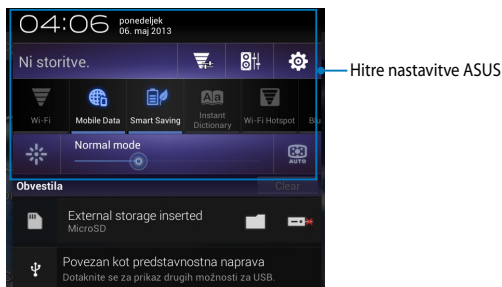 04:06 ponedeljek
06. maj 2013
Ni storitve.
Hitre nastavitve ASUS
Aa
Wi-Fi Mobile Data Smart Saving Instant Dictionary Wi-Fi Hotspot Blu
Normal mode
AUTO
Obvestila Clear
External storage inserted
MicroSD
Povezan kot predstavnostna naprava
Dotaknite se za prikaz drugih možnosti za USB.